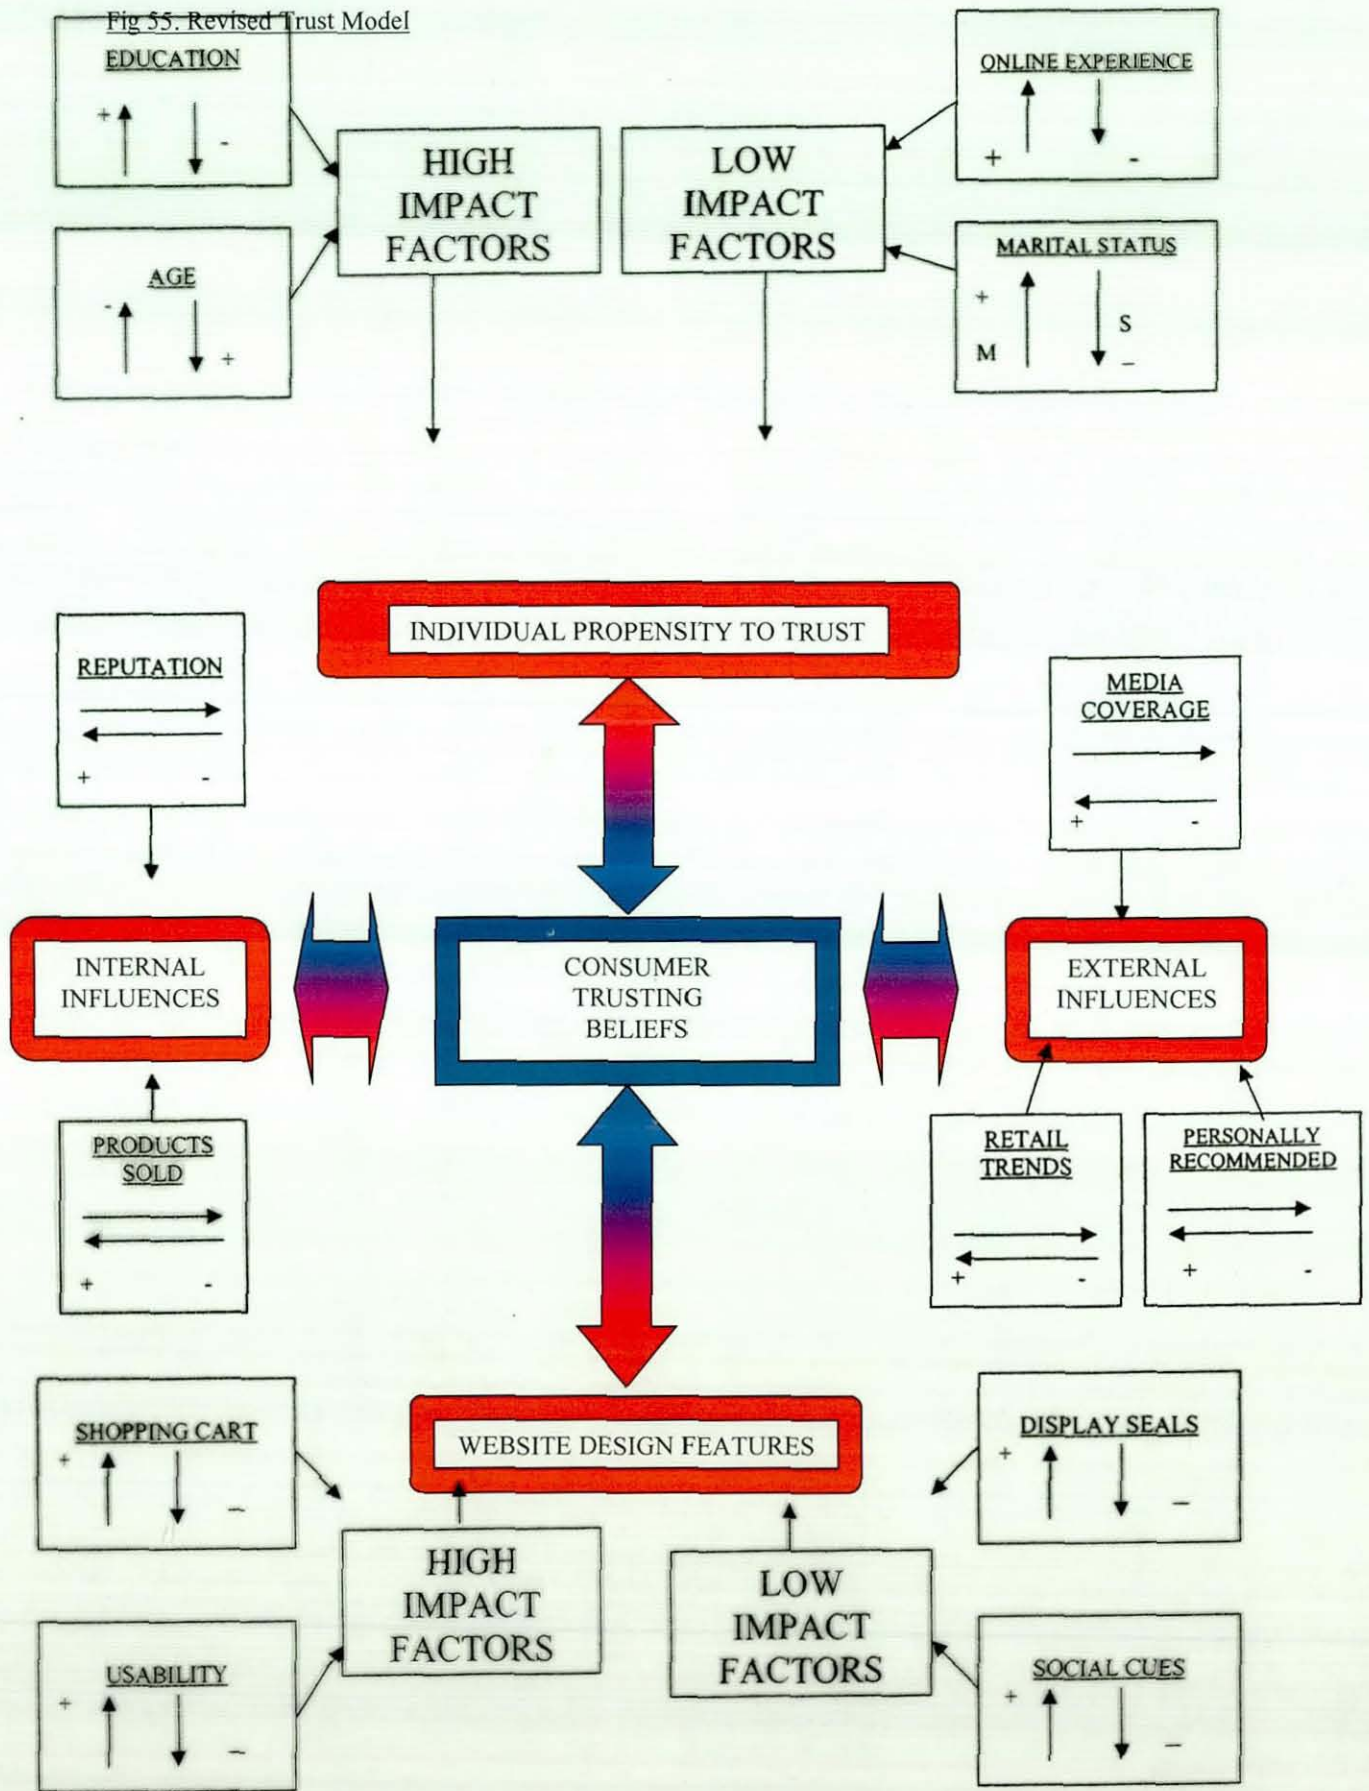 Fig 55. Revised Trust Model
EDUCATION
+ -
ONLINE EXPERIENCE
+ -
HIGH
IMPACT
FACTORS
LOW
IMPACT
FACTORS
AGE
- +
MARITAL STATUS
+
S
M –
INDIVIDUAL PROPENSITY TO TRUST
REPUTATION
+ -
MEDIA
COVERAGE
+ -
INTERNAL
INFLUENCES
CONSUMER
TRUSTING
BELIEFS
EXTERNAL
INFLUENCES
PRODUCTS
SOLD
+ -
RETAIL
TRENDS
+ -
PERSONALLY
RECOMMENDED
+ -
SHOPPING CART
+ –
WEBSITE DESIGN FEATURES
DISPLAY SEALS
+ –
HIGH
IMPACT
FACTORS
LOW
IMPACT
FACTORS
USABILITY
+ –
SOCIAL CUES
+ –